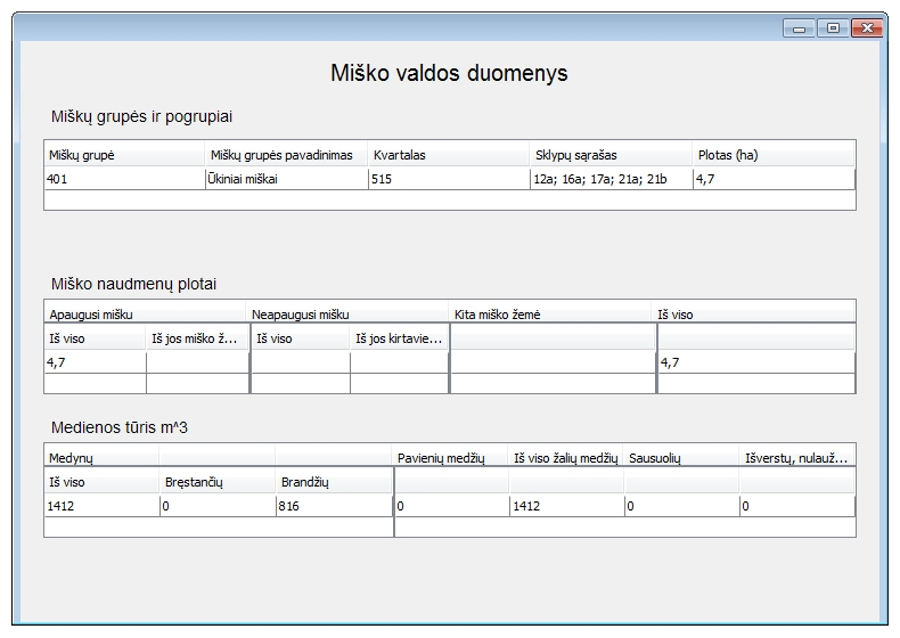 Miško valdos duomenys
Miškų grupės ir pogrupiai
Miškų grupė Miškų grupės pavadinimas Kvartalas Sklypų sąrašas Plotas (ha)
401 Ūkiniai miškai 515 12a; 16a; 17a; 21a; 21b 4,7
Miško naudmenų plotai
Apaugusi mišku Neapaugusi mišku Kita miško žemė Iš viso
Iš viso Iš jos miško ž... Iš viso Iš jo kirtavie...
4,7 4,7
Medienos tūris m^3
Medynų Pavienių medžių Iš viso žalių medžių Sausuolių Išverstų, nulauž...
Iš viso Bręstančių Brandžių
1412 0 816 0 1412 0 0